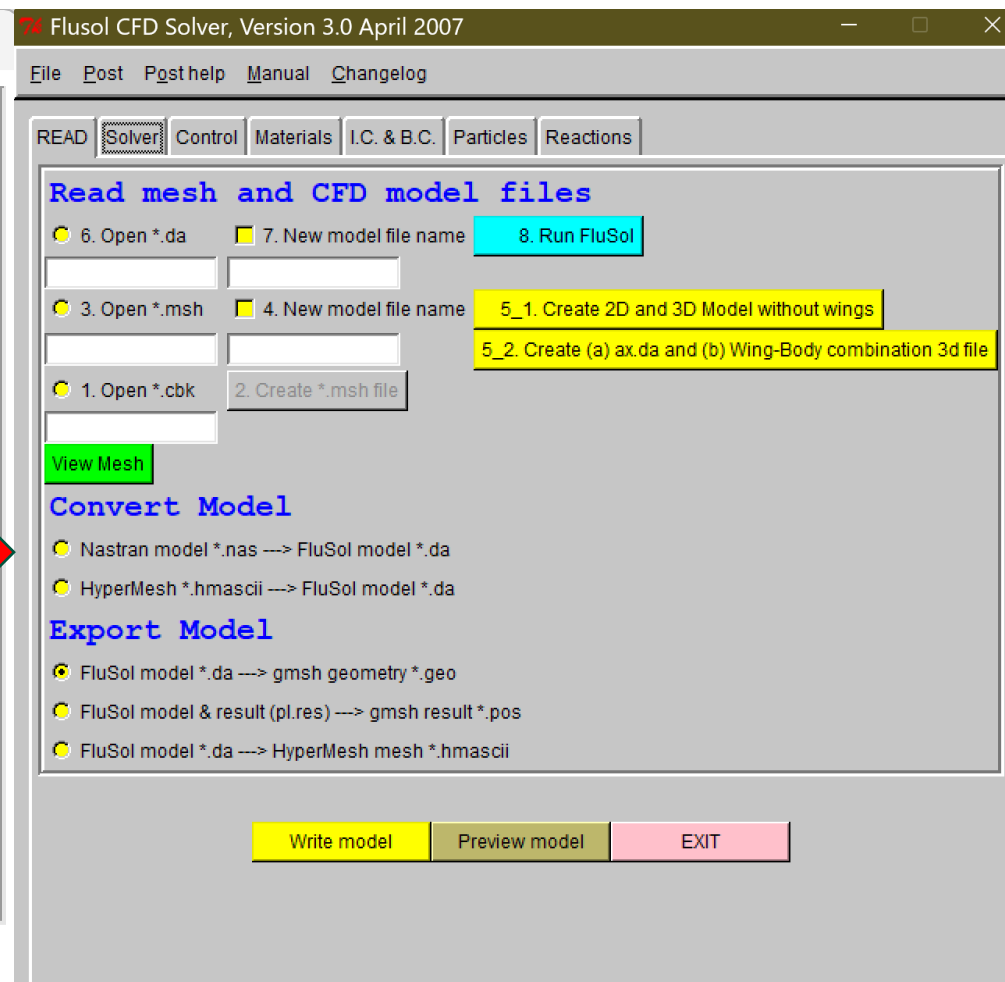 Flusol CFD Solver, Version 3.0 April 2007
File Post Post help Manual Changelog
READ Solver Control Materials I.C. & B.C. Particles Reactions
Read mesh and CFD model files
6. Open *.da 7. New model file name 8. Run FluSol
3. Open *.msh 4. New model file name 5_1. Create 2D and 3D Model without wings
5_2. Create (a) ax.da and (b) Wing-Body combination 3d file
1. Open *.cbk 2. Create *.msh file
View Mesh
Convert Model
Nastran model *.nas ---> FluSol model *.da
HyperMesh *.hmascii ---> FluSol model *.da
Export Model
FluSol model *.da ---> gmsh geometry *.geo
FluSol model & result (pl.res) ---> gmsh result *.pos
FluSol model *.da ---> HyperMesh mesh *.hmascii
Write model Preview model EXIT